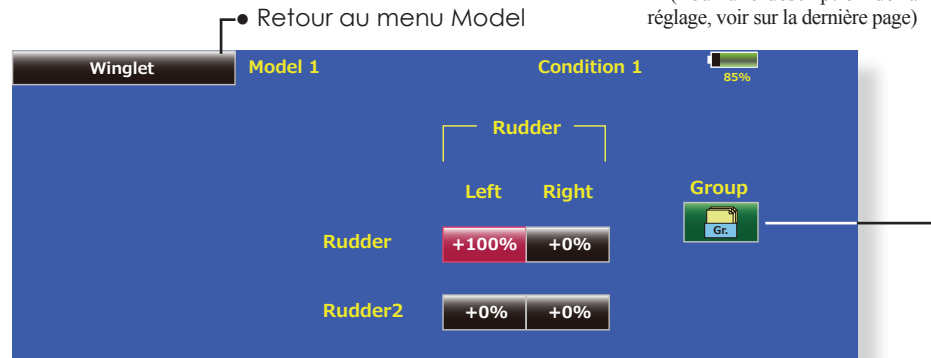 Retour au menu Model
réglage, voir sur la dernière page)
Winglet
Model 1
Condition 1
85%
Rudder
Left Right
Group
Gr.
Rudder +100% +0%
Rudder2 +0% +0%